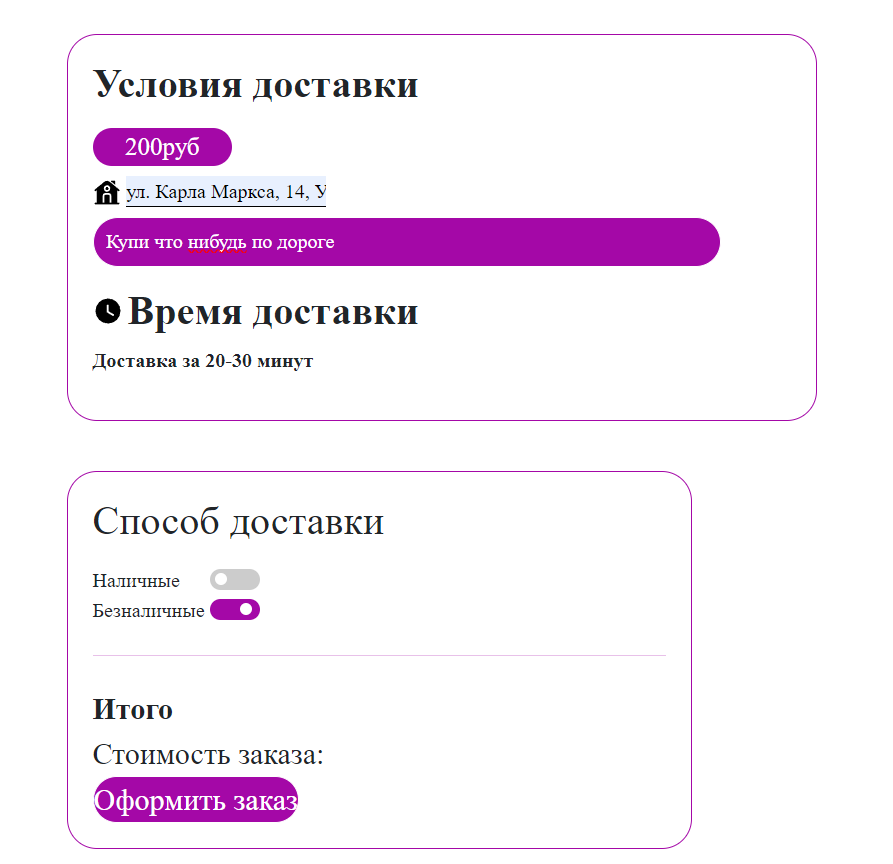 Условия доставки
200руб
ул. Карла Маркса, 14, У
Купи что нибудь по дороге
Время доставки
Доставка за 20-30 минут
Способ доставки
Наличные
Безналичные
Итого
Стоимость заказа:
Оформить заказ